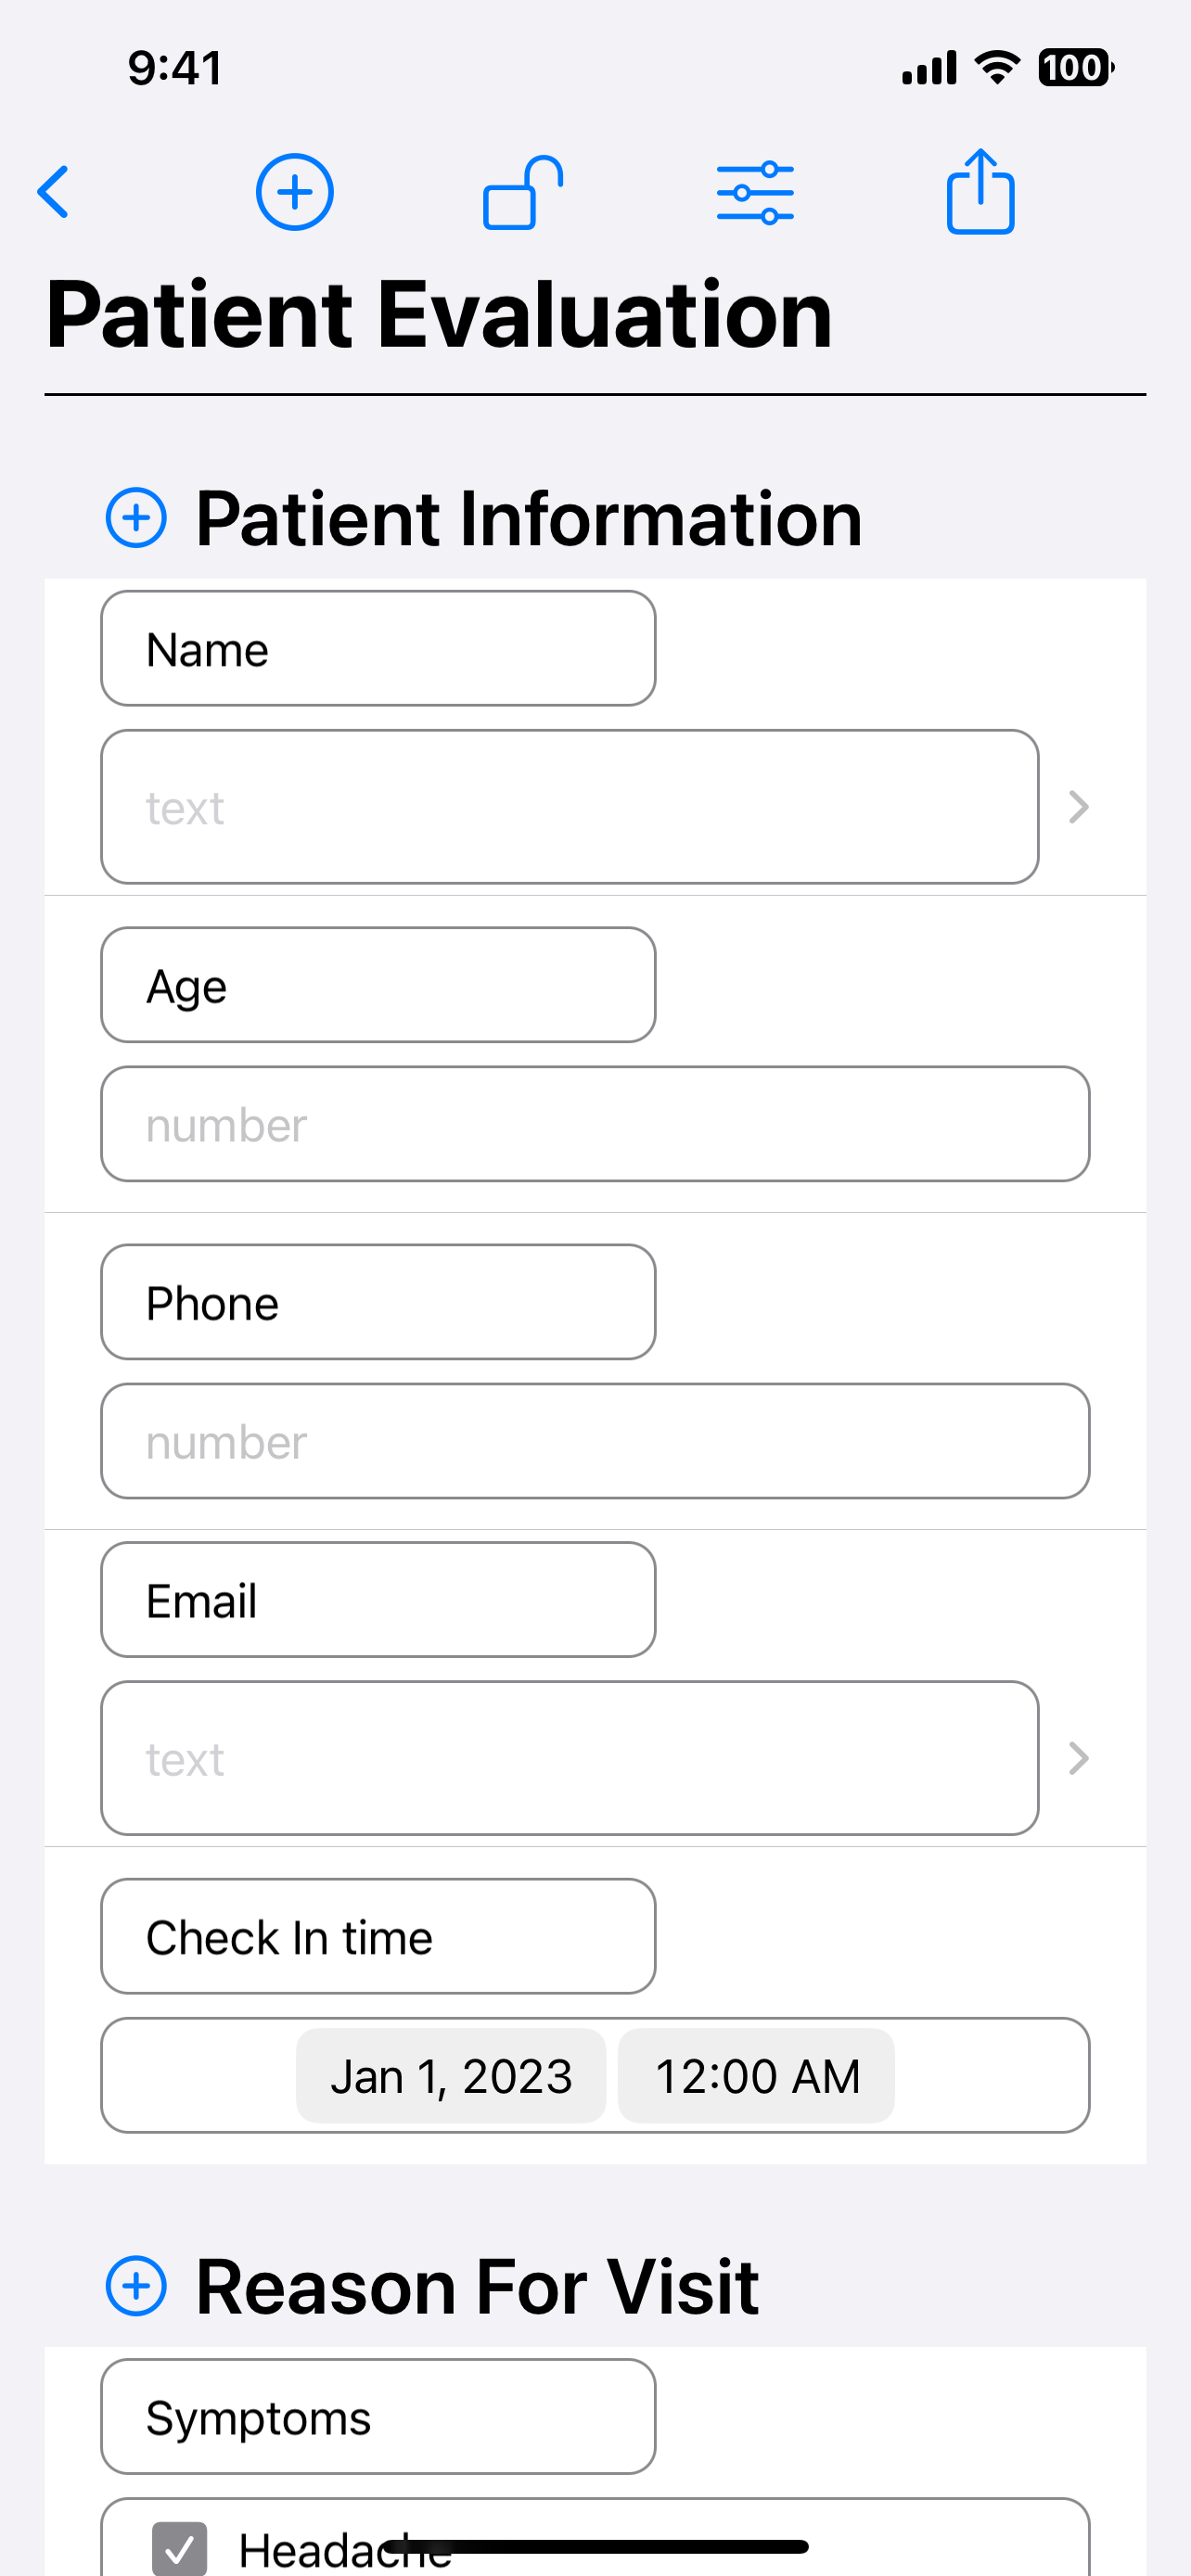 9:41
100
Patient Evaluation
Patient Information
Name
text
Age
number
Phone
number
Email
text
Check In time
Jan 1, 2023 12:00 AM
Reason For Visit
Symptoms
Headache